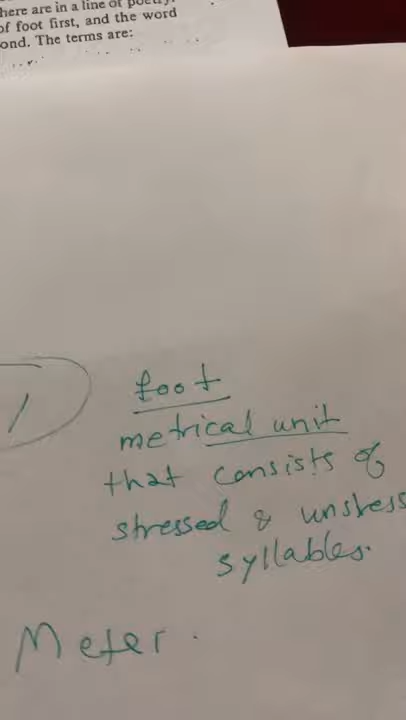 here are in a line of poetry.
of foot first, and the word
ond. The terms are:
foot
metrical unit
that consists of
stressed & unstress
syllables.
Meter.